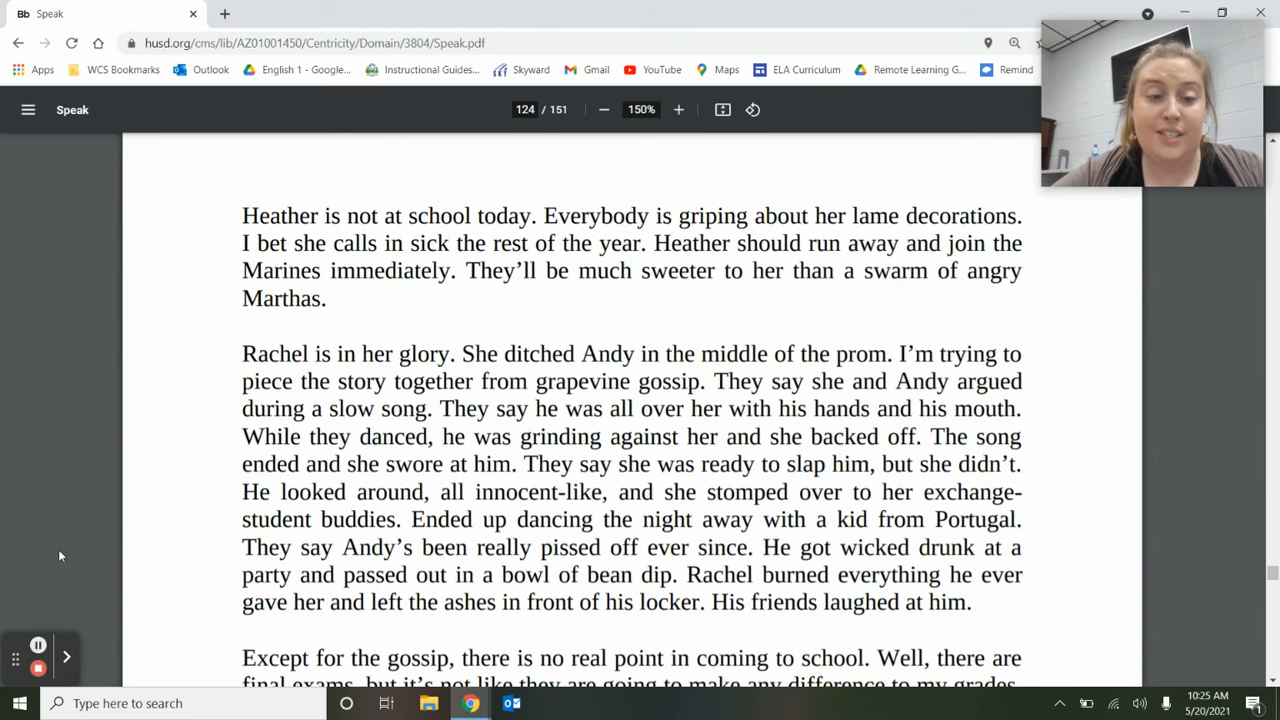 Bb Speak
husd.org/cms/lib/AZ01001450/Centricity/Domain/3804/Speak.pdf
Apps WCS Bookmarks Outlook English 1 - Google... Instructional Guides... Skyward Gmail YouTube Maps ELA Curriculum Remote Learning G... Remind
Speak 124 / 151 150%
Heather is not at school today. Everybody is griping about her lame decorations.
I bet she calls in sick the rest of the year. Heather should run away and join the
Marines immediately. They’ll be much sweeter to her than a swarm of angry
Marthas.
Rachel is in her glory. She ditched Andy in the middle of the prom. I’m trying to
piece the story together from grapevine gossip. They say she and Andy argued
during a slow song. They say he was all over her with his hands and his mouth.
While they danced, he was grinding against her and she backed off. The song
ended and she swore at him. They say she was ready to slap him, but she didn’t.
He looked around, all innocent-like, and she stomped over to her exchange-
student buddies. Ended up dancing the night away with a kid from Portugal.
They say Andy’s been really pissed off ever since. He got wicked drunk at a
party and passed out in a bowl of bean dip. Rachel burned everything he ever
gave her and left the ashes in front of his locker. His friends laughed at him.
Except for the gossip, there is no real point in coming to school. Well, there are
final exams, but it’s not like they are going to make any difference to my grades.
Type here to search
10:25 AM
5/20/2021